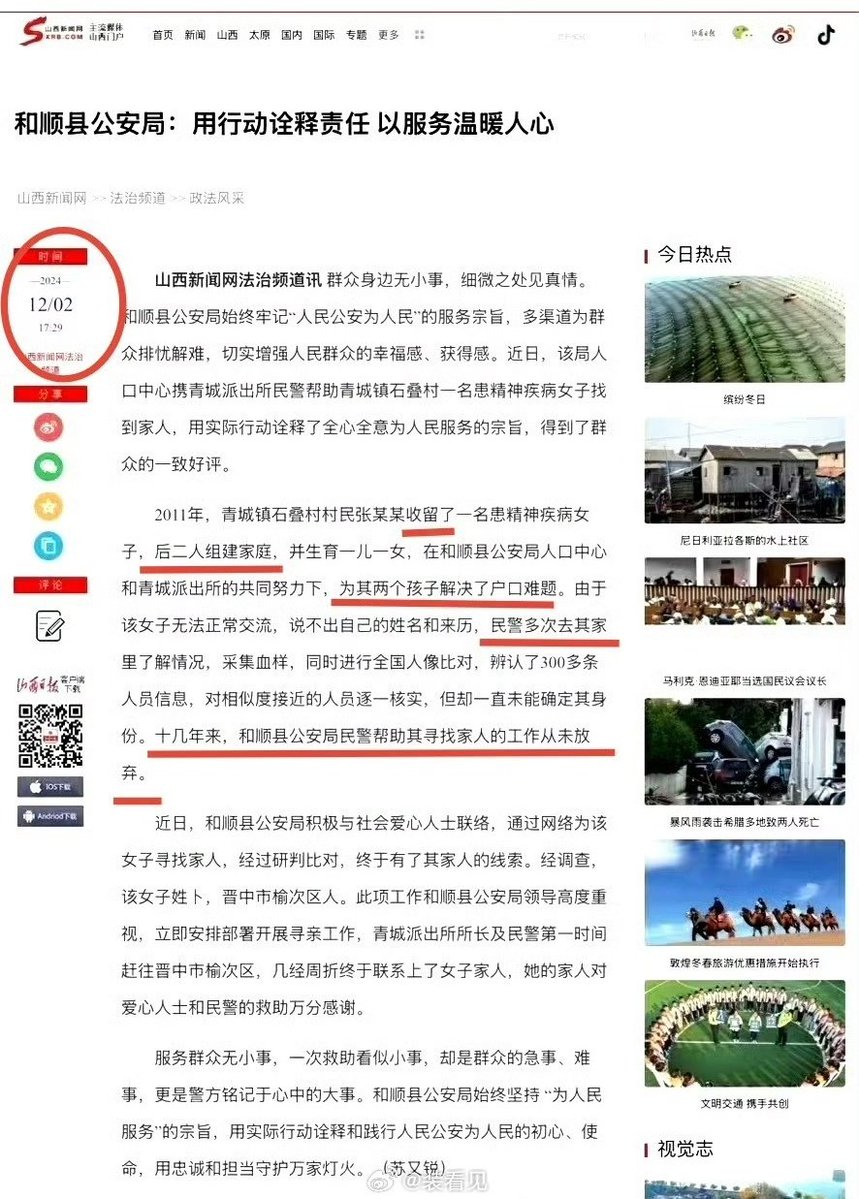 山西新闻网
SXRB.COM
主流媒体
山西门户
首页 新闻 山西 太原 国内 国际 专题 更多
山西日报
和顺县公安局：用行动诠释责任 以服务温暖人心
山西新闻网 >> 法治频道 >> 政法风采
时间
—2024—
12/02
17:29
西新闻网法治
频道
分享
评论
山西日报 客户端
下载
iOS下载
Android下载
山西新闻网法治频道讯 群众身边无小事，细微之处见真情。
和顺县公安局始终牢记“人民公安为人民”的服务宗旨，多渠道为群
众排忧解难，切实增强人民群众的幸福感、获得感。近日，该局人
口中心携青城派出所民警帮助青城镇石叠村一名患精神疾病女子找
到家人，用实际行动诠释了全心全意为人民服务的宗旨，得到了群
众的一致好评。
2011年，青城镇石叠村村民张某某收留了一名患精神疾病女
子，后二人组建家庭，并生育一儿一女，在和顺县公安局人口中心
和青城派出所的共同努力下，为其两个孩子解决了户口难题。由于
该女子无法正常交流，说不出自己的姓名和来历，民警多次去其家
里了解情况，采集血样，同时进行全国人像比对，辨认了300多条
人员信息，对相似度接近的人员逐一核实，但却一直未能确定其身
份。十几年来，和顺县公安局民警帮助其寻找家人的工作从未放
弃。
近日，和顺县公安局积极与社会爱心人士联络，通过网络为该
女子寻找家人，经过研判比对，终于有了其家人的线索。经调查，
该女子姓卜，晋中市榆次区人。此项工作和顺县公安局领导高度重
视，立即安排部署开展寻亲工作，青城派出所所长及民警第一时间
赶往晋中市榆次区，几经周折终于联系上了女子家人，她的家人对
爱心人士和民警的救助万分感谢。
服务群众无小事，一次救助看似小事，却是群众的急事、难
事，更是警方铭记于心中的大事。和顺县公安局始终坚持 “为人民
服务”的宗旨，用实际行动诠释和践行人民公安为人民的初心、使
命，用忠诚和担当守护万家灯火。（苏又锐）
今日热点
缤纷冬日
尼日利亚拉各斯的水上社区
马利克·恩迪亚耶当选国民议会议长
暴风雨袭击希腊多地致两人死亡
敦煌冬春旅游优惠措施开始执行
文明交通 携手共创
视觉志
@装看见